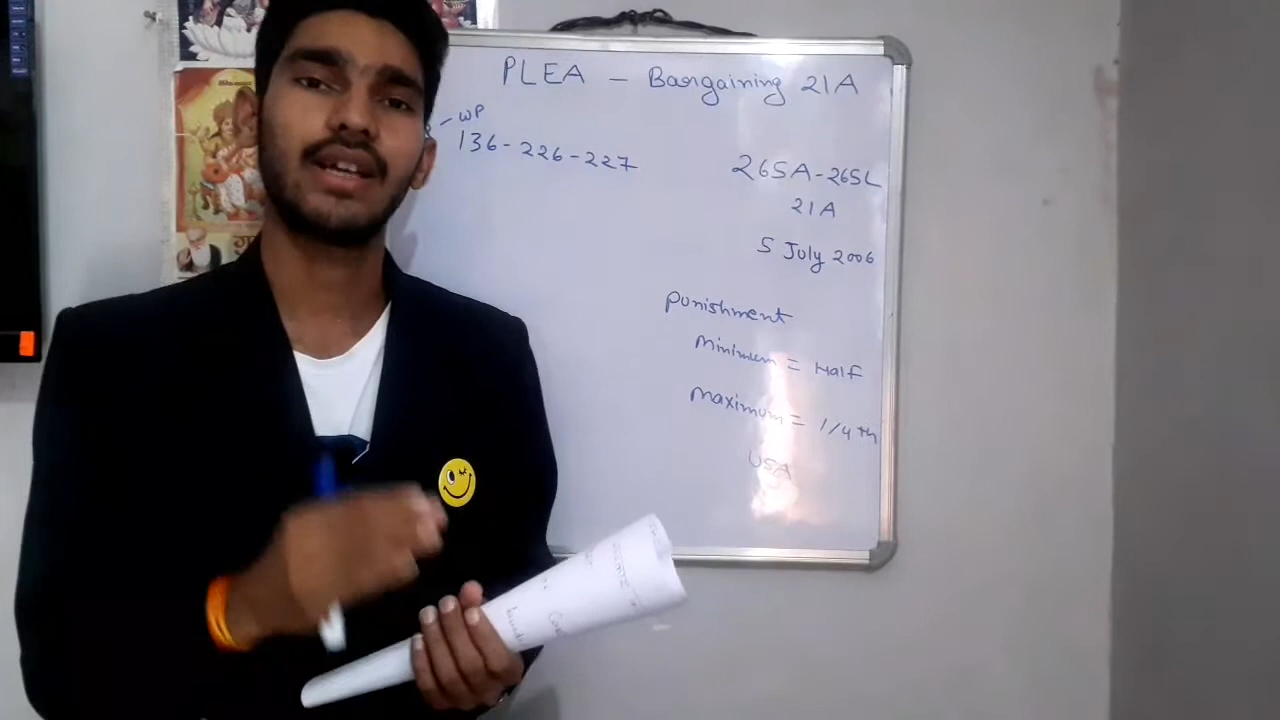 PLEA - Bargaining 21A
- WP
136-226-227
265A-265L
21A
5 July 2006
Punishment
Minimum = Half
Maximum = 1/4th
USA